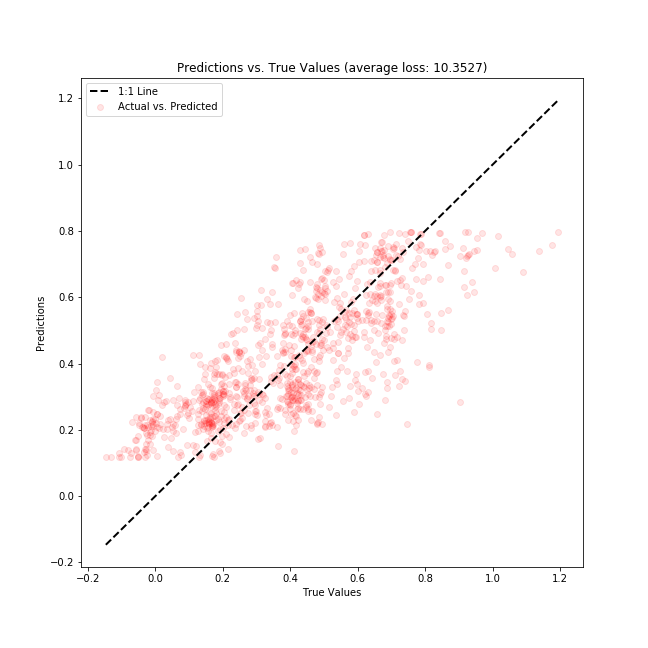 Predictions vs. True Values (average loss: 10.3527)
1:1 Line
Actual vs. Predicted
1.2
1.0
0.8
0.6
0.4
0.2
0.0
−0.2
Predictions
−0.2 0.0 0.2 0.4 0.6 0.8 1.0 1.2
True Values